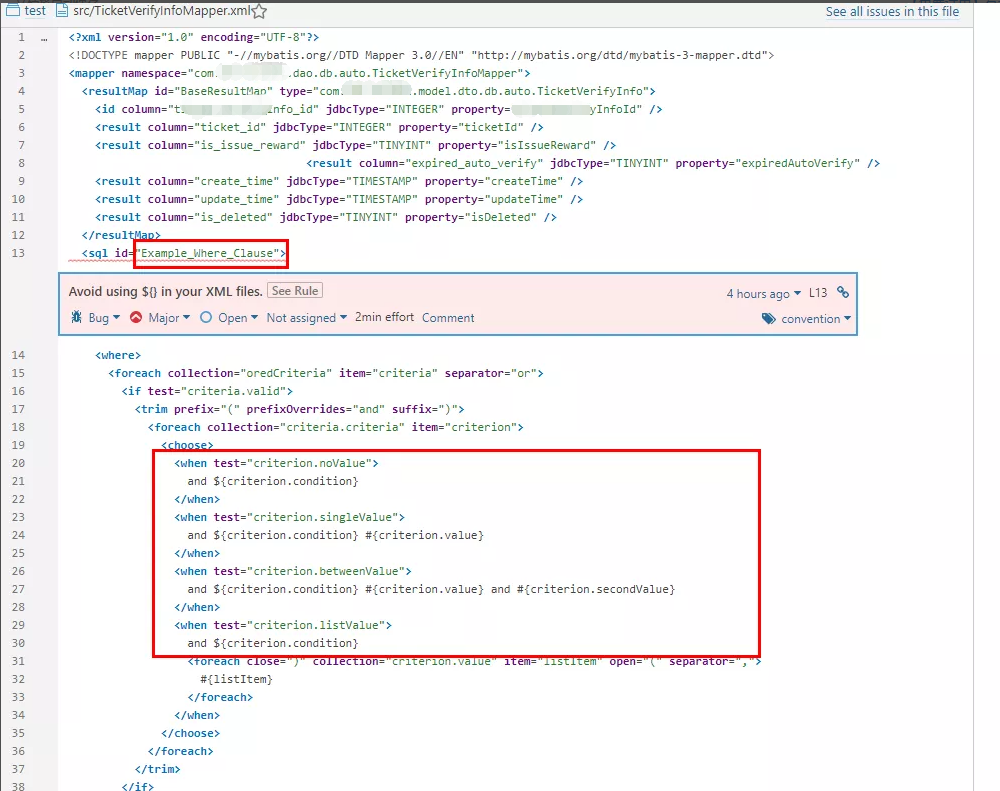 test src/TicketVerifyInfoMapper.xml See all issues in this file
1 … <?xml version="1.0" encoding="UTF-8"?>
2 <!DOCTYPE mapper PUBLIC "-//mybatis.org//DTD Mapper 3.0//EN" "http://mybatis.org/dtd/mybatis-3-mapper.dtd">
3 <mapper namespace="com. .dao.db.auto.TicketVerifyInfoMapper">
4 <resultMap id="BaseResultMap" type="com. .model.dto.db.auto.TicketVerifyInfo">
5 <id column="t nfo_id" jdbcType="INTEGER" property= yInfoId" />
6 <result column="ticket_id" jdbcType="INTEGER" property="ticketId" />
7 <result column="is_issue_reward" jdbcType="TINYINT" property="isIssueReward" />
8 <result column="expired_auto_verify" jdbcType="TINYINT" property="expiredAutoVerify" />
9 <result column="create_time" jdbcType="TIMESTAMP" property="createTime" />
10 <result column="update_time" jdbcType="TIMESTAMP" property="updateTime" />
11 <result column="is_deleted" jdbcType="TINYINT" property="isDeleted" />
12 </resultMap>
13 <sql id="Example_Where_Clause">
Avoid using ${} in your XML files. See Rule 4 hours ago L13
Bug Major Open Not assigned 2min effort Comment convention
14 <where>
15 <foreach collection="oredCriteria" item="criteria" separator="or">
16 <if test="criteria.valid">
17 <trim prefix="(" prefixOverrides="and" suffix=")">
18 <foreach collection="criteria.criteria" item="criterion">
19 <choose>
20 <when test="criterion.noValue">
21 and ${criterion.condition}
22 </when>
23 <when test="criterion.singleValue">
24 and ${criterion.condition} #{criterion.value}
25 </when>
26 <when test="criterion.betweenValue">
27 and ${criterion.condition} #{criterion.value} and #{criterion.secondValue}
28 </when>
29 <when test="criterion.listValue">
30 and ${criterion.condition}
31 <foreach close=")" collection="criterion.value" item="listItem" open="(" separator=",">
32 #{listItem}
33 </foreach>
34 </when>
35 </choose>
36 </foreach>
37 </trim>
38 </if>